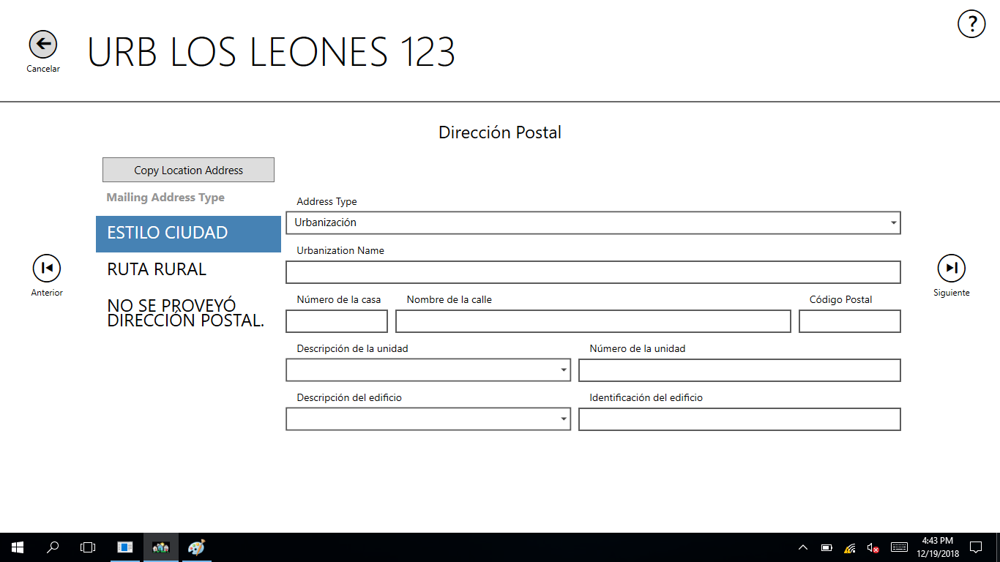 ?
Cancelar
URB LOS LEONES 123
Dirección Postal
Copy Location Address
Mailing Address Type
ESTILO CIUDAD
RUTA RURAL
NO SE PROVEYÓ
DIRECCIÓN POSTAL.
Anterior
Address Type
Urbanización
Urbanization Name
Número de la casa
Nombre de la calle
Código Postal
Descripción de la unidad
Número de la unidad
Descripción del edificio
Identificación del edificio
Siguiente
4:43 PM
12/19/2018